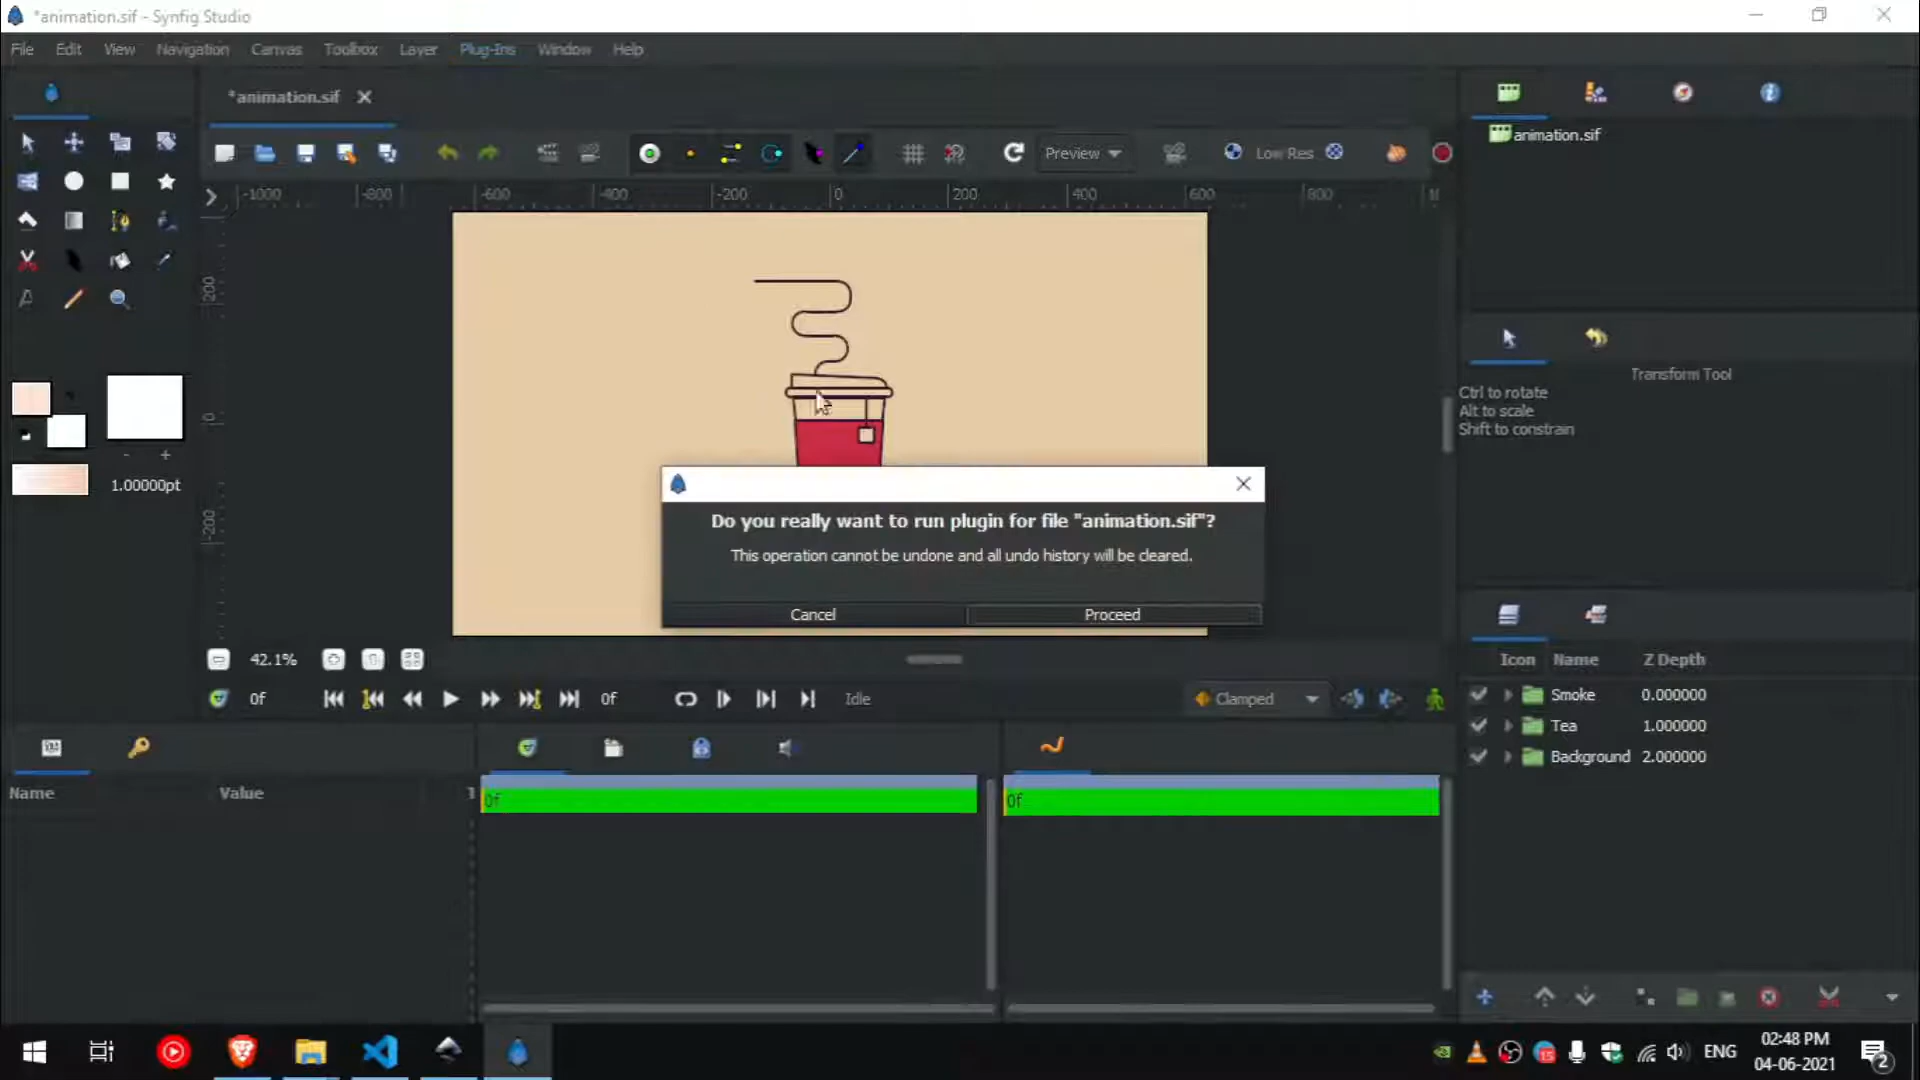 *animation.sif - Synfig Studio
File Edit View Navigation Canvas Toolbox Layer Plug-Ins Window Help
*animation.sif
Preview
Low Res
-1000 -800 -600 -400 -200 0 200 400 600 800
200
0
-200
1.00000pt
- +
animation.sif
Transform Tool
Ctrl to rotate
Alt to scale
Shift to constrain
Do you really want to run plugin for file "animation.sif"?
This operation cannot be undone and all undo history will be cleared.
Cancel Proceed
42.1%
0f 0f Idle Clamped
Icon Name Z Depth
Smoke 0.000000
Tea 1.000000
Background 2.000000
Name Value
0f 0f
15
ENG
02:48 PM
04-06-2021
2